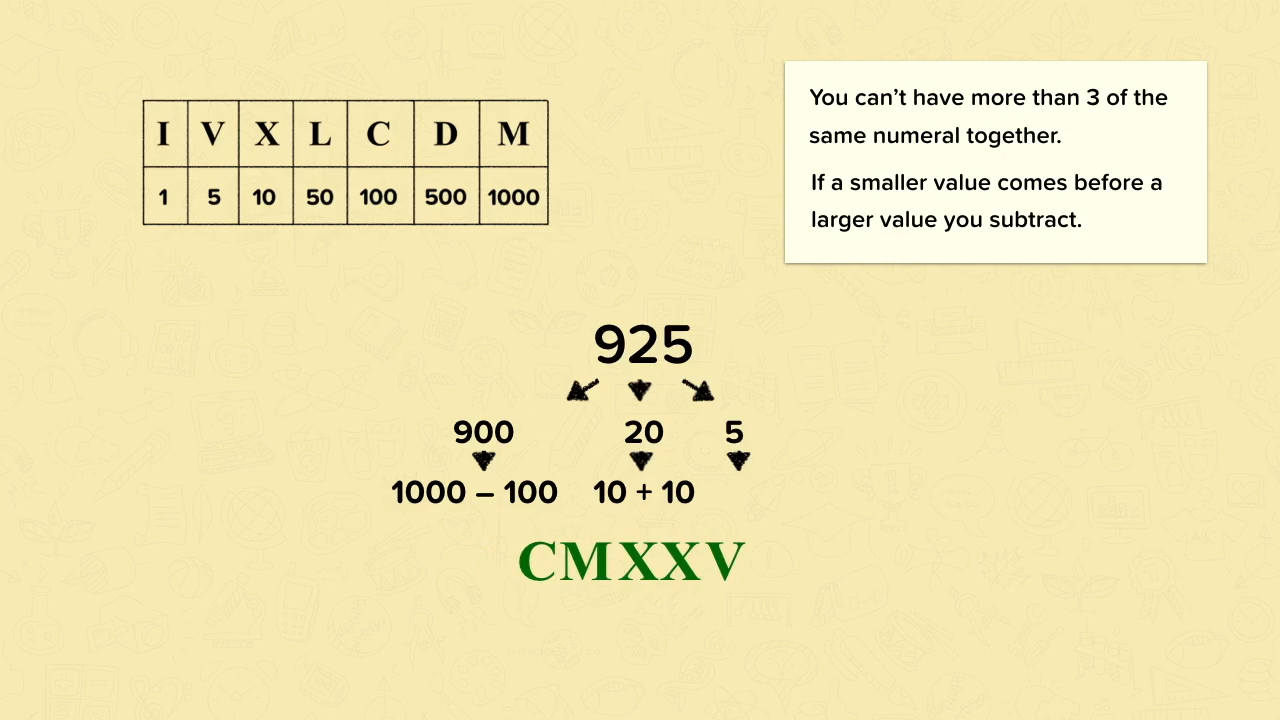 I V X L C D M
1 5 10 50 100 500 1000
You can’t have more than 3 of the
same numeral together.
If a smaller value comes before a
larger value you subtract.
925
900 20 5
1000 – 100 10 + 10
CMXXV